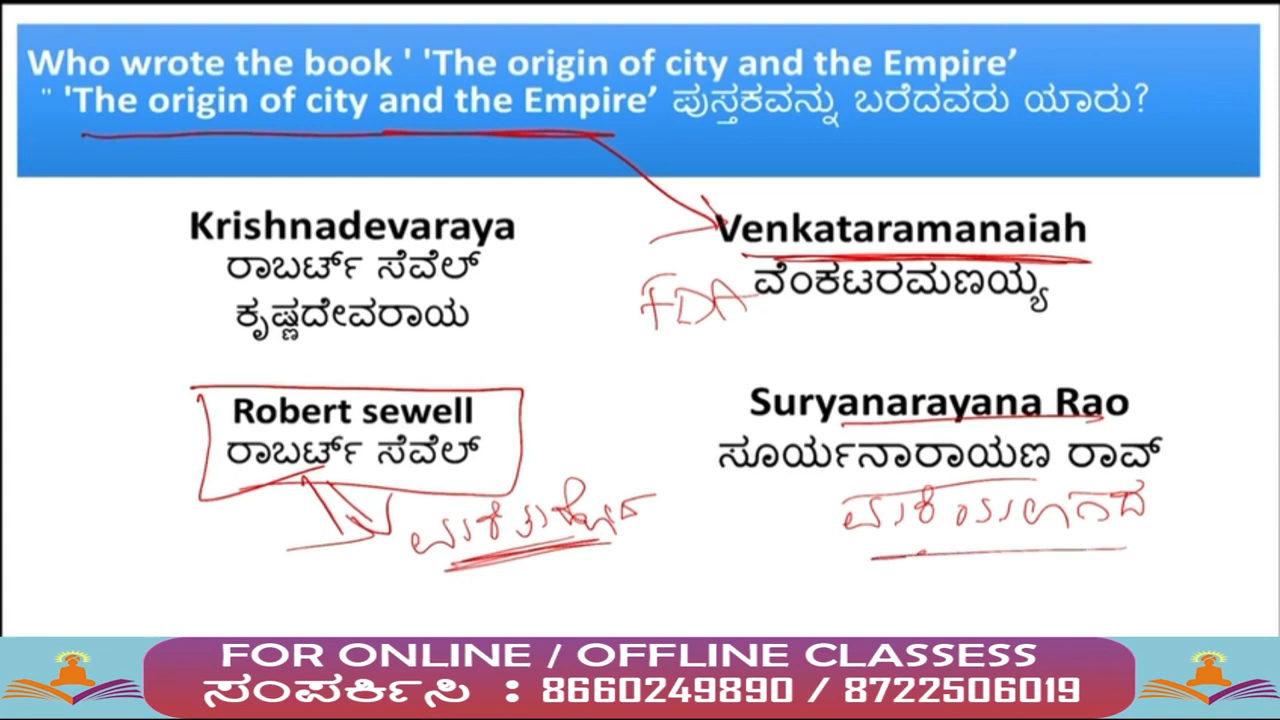 Who wrote the book ' 'The origin of city and the Empire’
" 'The origin of city and the Empire’ ಪುಸ್ತಕವನ್ನು ಬರೆದವರು ಯಾರು?
Krishnadevaraya
ರಾಬರ್ಟ್ ಸೆವೆಲ್
ಕೃಷ್ಣದೇವರಾಯ
Venkataramanaiah
ವೆಂಕಟರಮಣಯ್ಯ
FDA
Robert sewell
ರಾಬರ್ಟ್ ಸೆವೆಲ್
Suryanarayana Rao
ಸೂರ್ಯನಾರಾಯಣ ರಾವ್
FOR ONLINE / OFFLINE CLASSESS
ಸಂಪರ್ಕಿಸಿ : 8660249890 / 8722506019